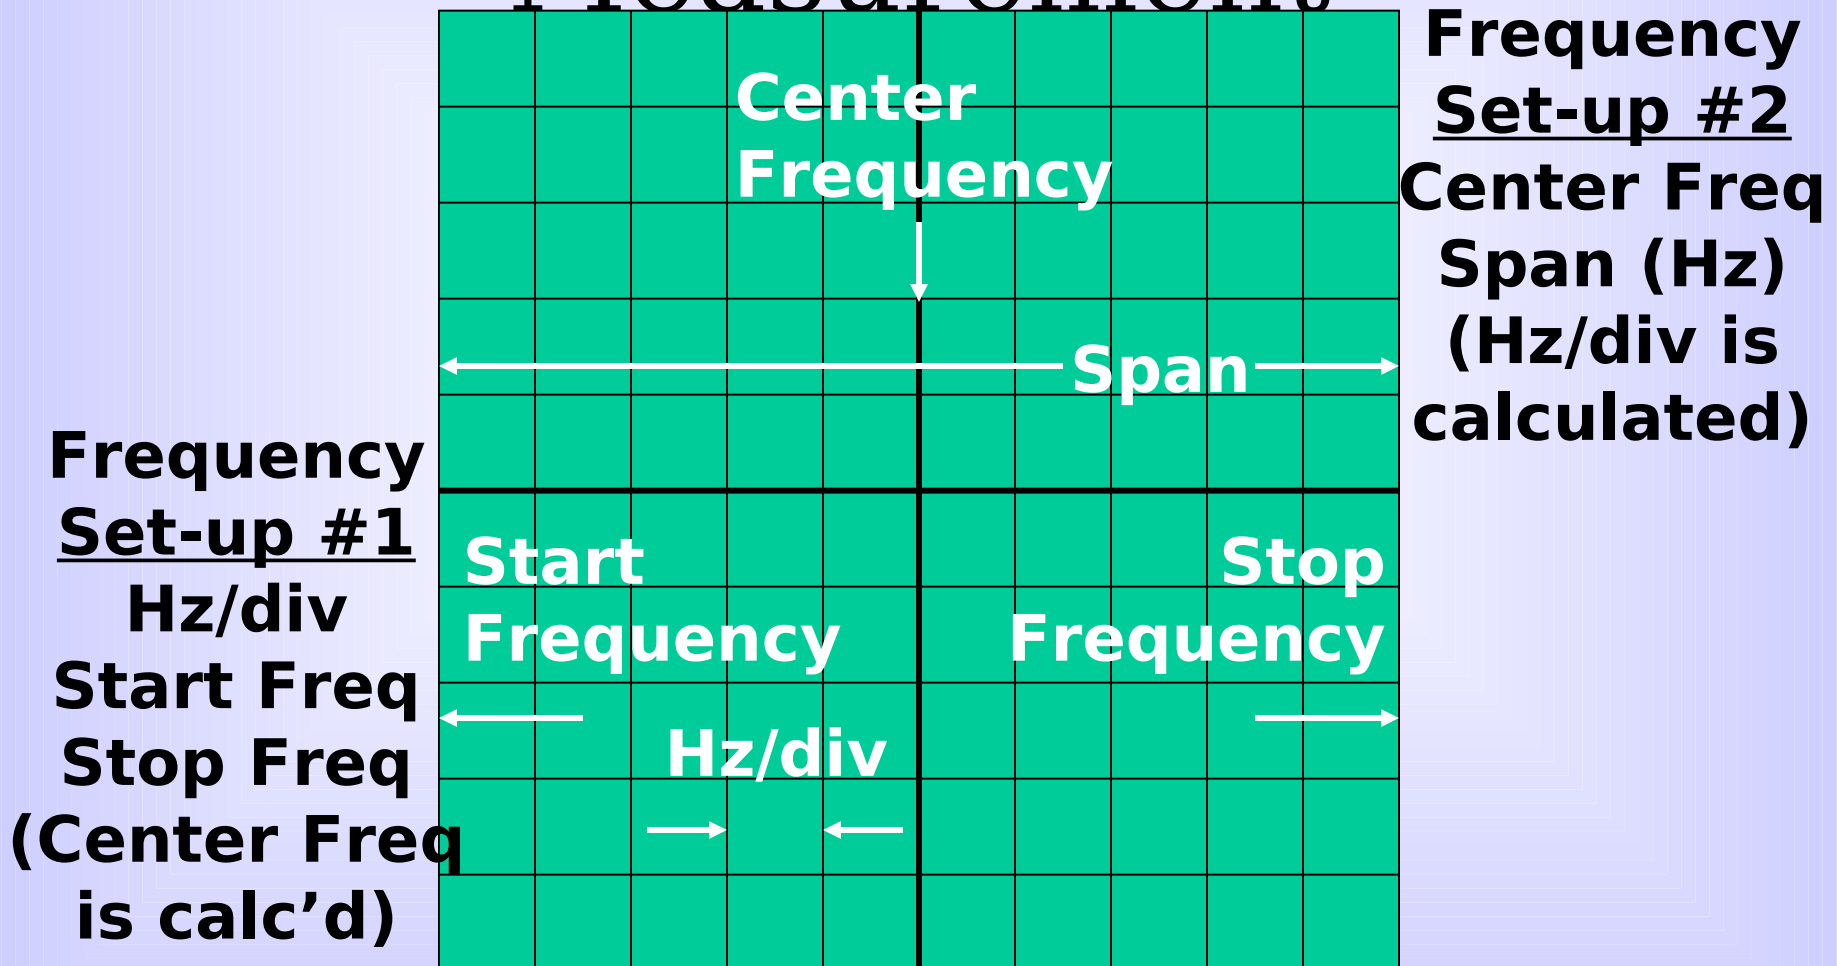 Frequency
Set-up #2
Center Freq
Span (Hz)
(Hz/div is
calculated)
Center
Frequency
Span
Frequency
Set-up #1
Hz/div
Start Freq
Stop Freq
(Center Freq
is calc’d)
Start
Frequency
Stop
Frequency
Hz/div